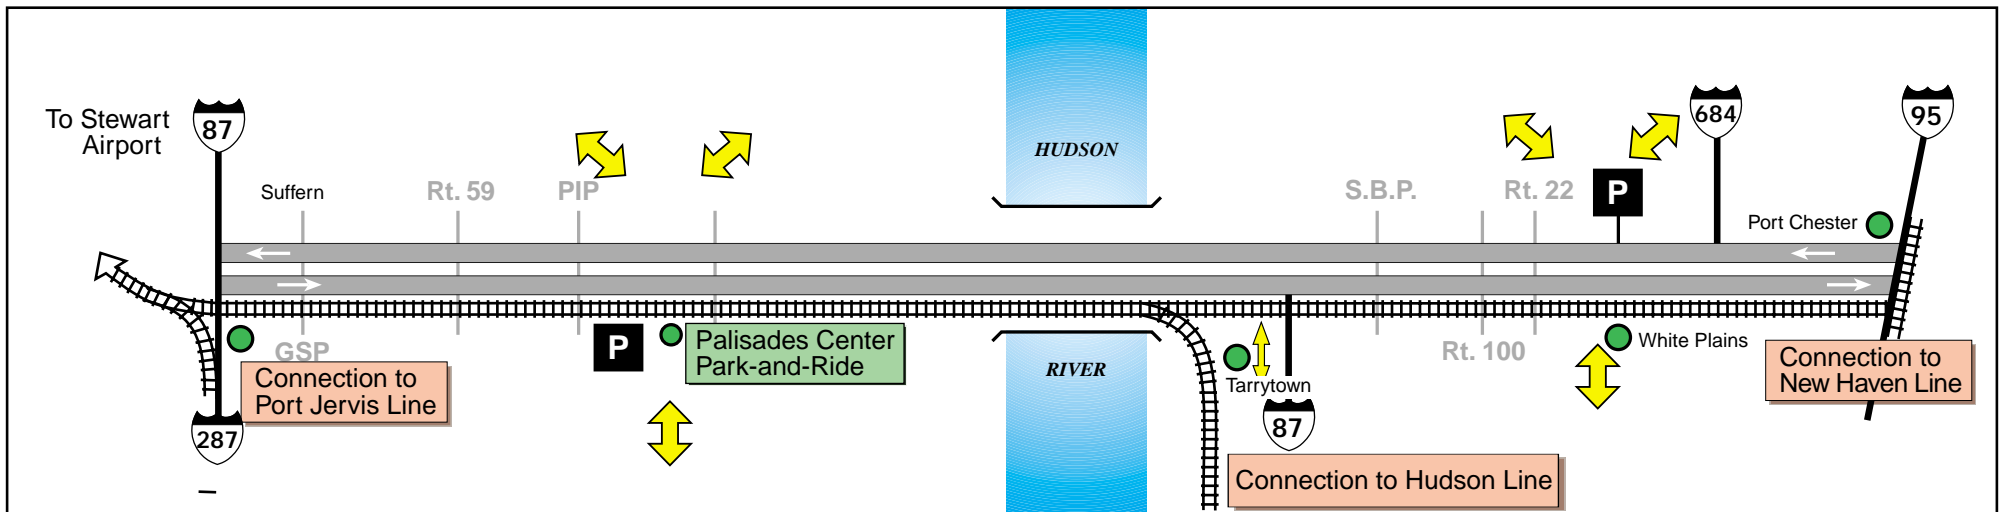 To Stewart
Airport
87
Suffern
Rt. 59
PIP
HUDSON
S.B.P.
Rt. 22
P
684
95
Port Chester
GSP
P
Palisades Center
Park-and-Ride
RIVER
Tarrytown
Rt. 100
White Plains
Connection to
Port Jervis Line
Connection to
New Haven Line
287
87
Connection to Hudson Line